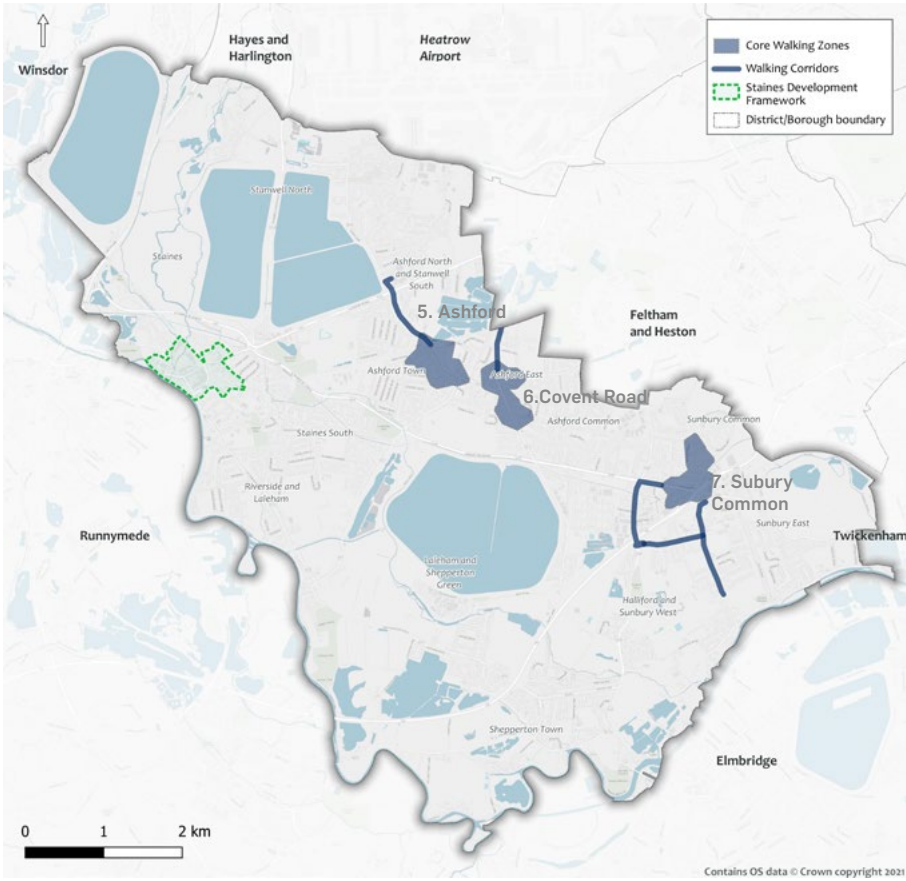 Hayes and
Harlington
Heatrow
Airport
Winsdor
Core Walking Zones
Walking Corridors
Staines Development
Framework
District/Borough boundary
Stanwell North
Staines
Ashford North
and Stanwell
South
5. Ashford
Feltham
and Heston
Ashford Town
Ashford East
6.Covent Road
Ashford Common
Sunbury Common
Staines South
7. Subury
Common
Riverside and
Laleham
Sunbury East
Runnymede
Twickenham
Laleham and
Shepperton
Green
Halliford and
Sunbury West
Shepperton Town
Elmbridge
0 1 2 km
Contains OS data © Crown copyright 2021